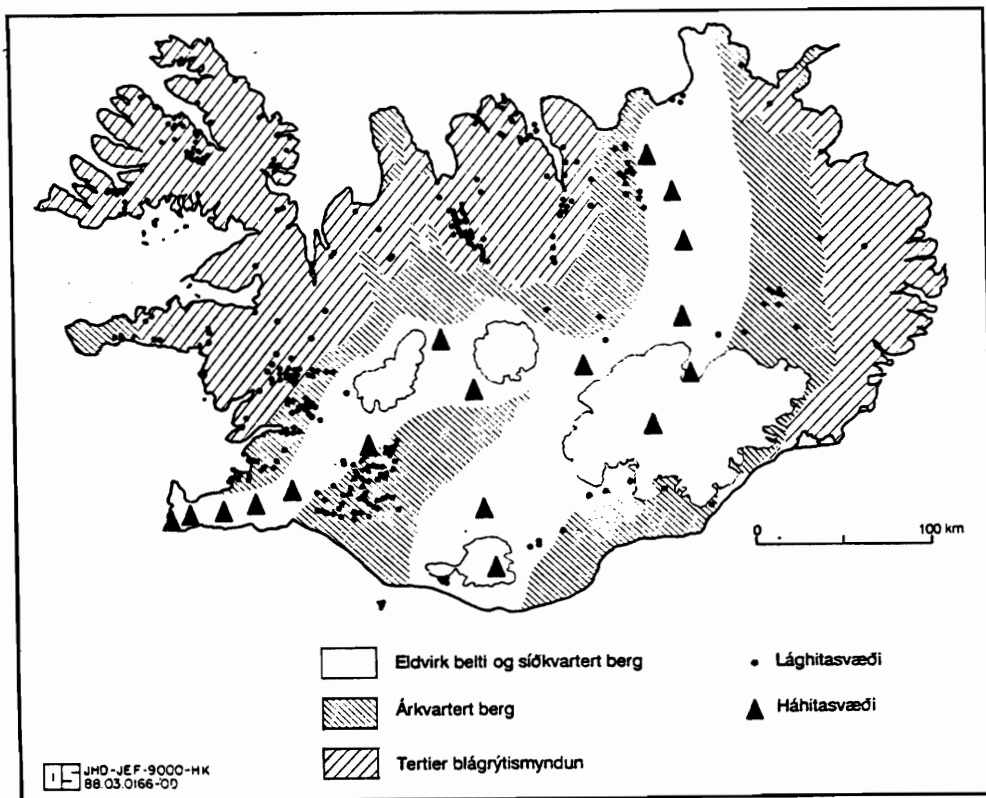 0
100 km
Eldvirk belti og síðkvartert berg
Árkvartert berg
Tertier blágrýtismyndun
Lághitasvæði
Háhitasvæði
OS
JHD-JEF-9000-HK
88.03.0166-OD